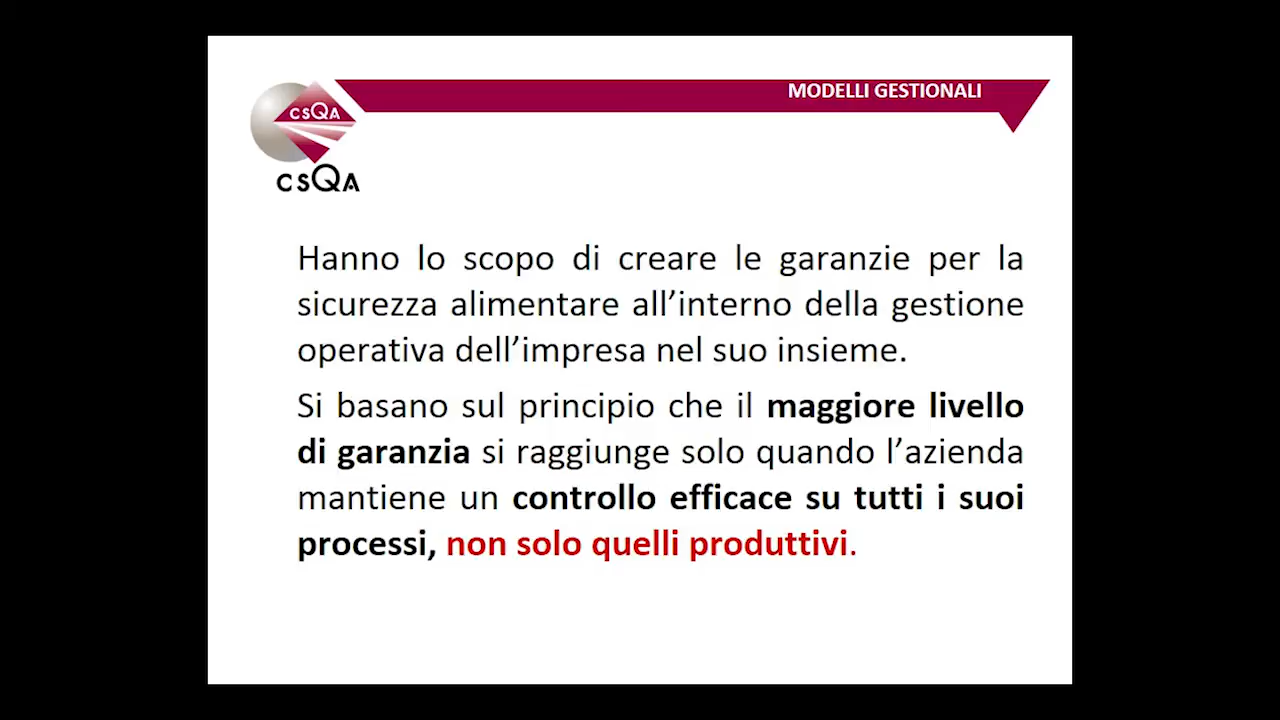 MODELLI GESTIONALI
CSQA
CSQA
Hanno lo scopo di creare le garanzie per la
sicurezza alimentare all’interno della gestione
operativa dell’impresa nel suo insieme.
Si basano sul principio che il maggiore livello
di garanzia si raggiunge solo quando l’azienda
mantiene un controllo efficace su tutti i suoi
processi, non solo quelli produttivi.